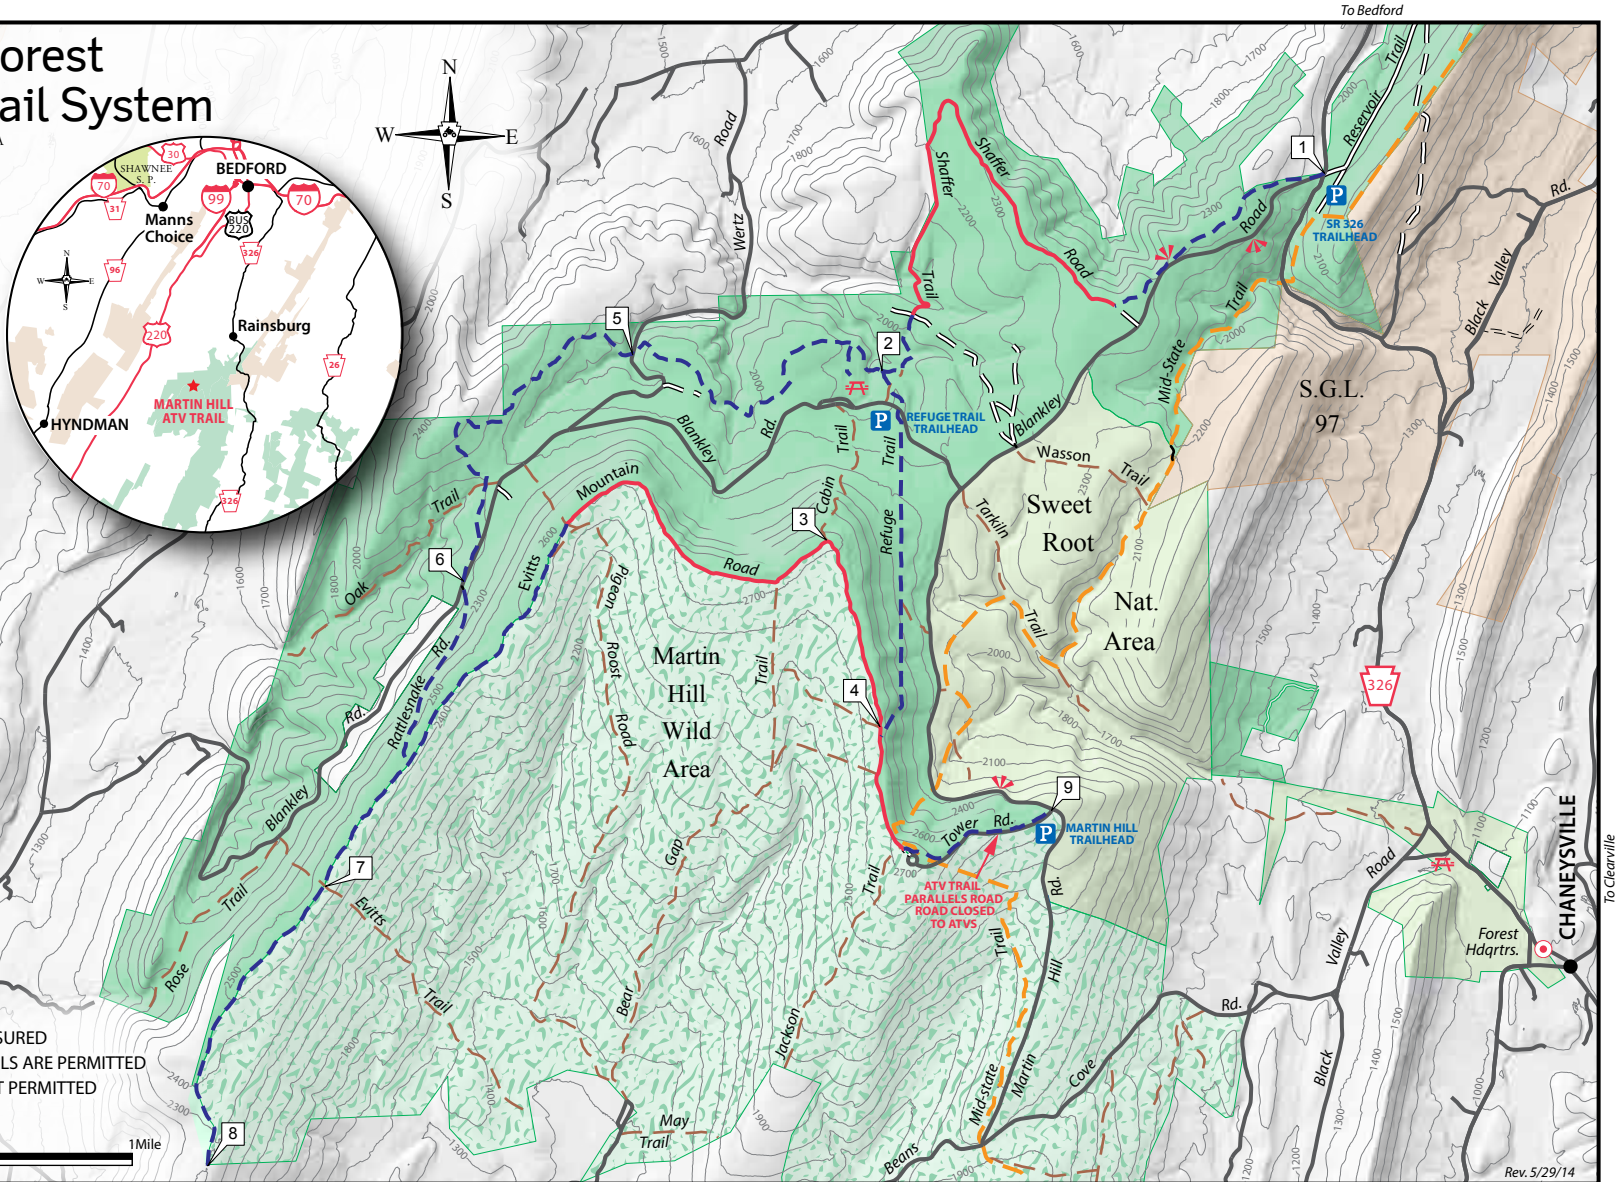 To Bedford
orest
ail System
N
W
E
S
30
SHAWNEE
S. P.
BEDFORD
70
99
70
31
BUS
220
Manns
Choice
326
96
N
W
E
S
220
Rainsburg
26
MARTIN HILL
ATV TRAIL
HYNDMAN
326
1
2
3
4
5
6
7
8
9
SR 326
TRAILHEAD
P
Reservoir Trail
Black Valley Rd.
Shaffer Trail
Shaffer Road
Wertz Road
Blankley Road
Mid-State Trail
S.G.L.
97
P
REFUGE TRAIL
TRAILHEAD
Blankley Rd.
Cabin Trail
Refuge Trail
Wasson Trail
Sweet
Root
Nat.
Area
Tarkiln Trail
Mountain Road
Evitts
Oak Trail
Rattlesnake Rd.
Blankley Rd.
Pigeon Roost Road
Martin
Hill
Wild
Area
Bear Gap Trail
326
Tower Rd.
P
MARTIN HILL
TRAILHEAD
ATV TRAIL
PARALLELS ROAD
ROAD CLOSED
TO ATVS
Jackson Trail
Mid-state Trail
Martin Hill Rd.
Beans Cove Rd.
Black Valley Road
Evitts Trail
Rose Trail
May
Trail
Forest
Hdqrtrs.
CHANEYSVILLE
To Clearville
SURED
LS ARE PERMITTED
T PERMITTED
1Mile
Rev. 5/29/14